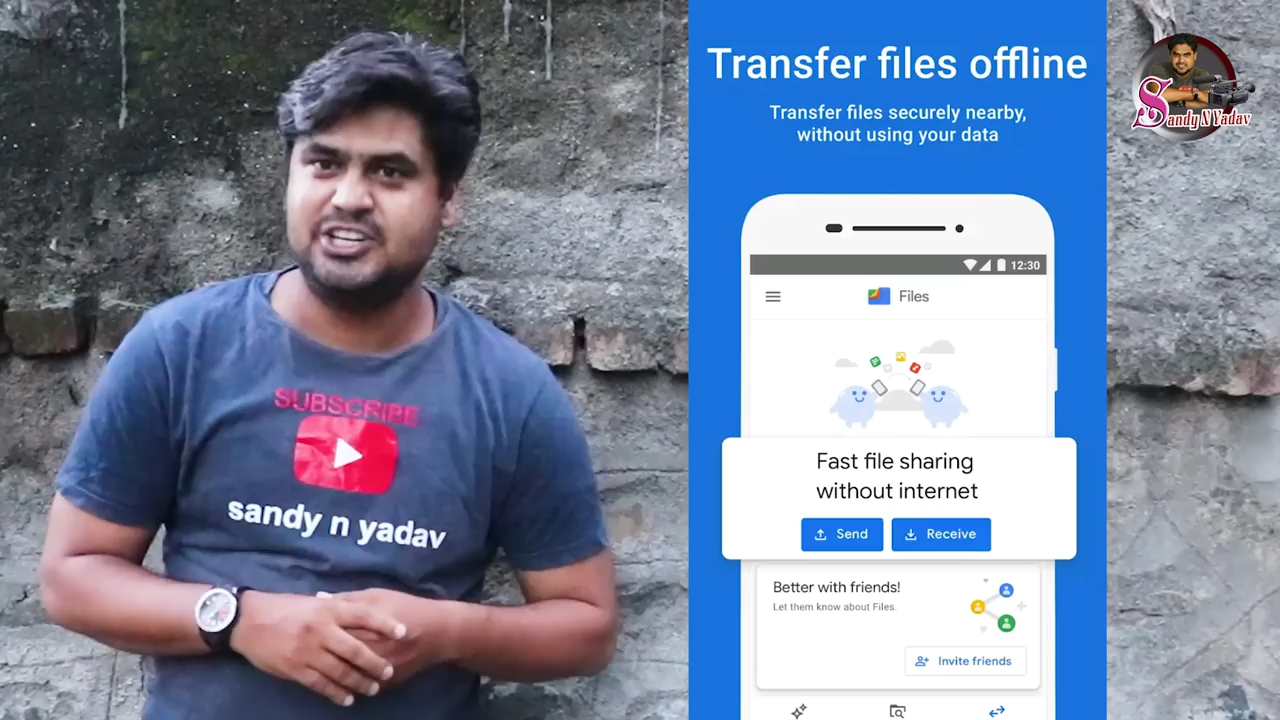 SUBSCRIBE
sandy n yadav
Transfer files offline
Transfer files securely nearby,
without using your data
12:30
Files
Fast file sharing
without internet
Send
Receive
Better with friends!
Let them know about Files.
Invite friends
Sandy N Yadav